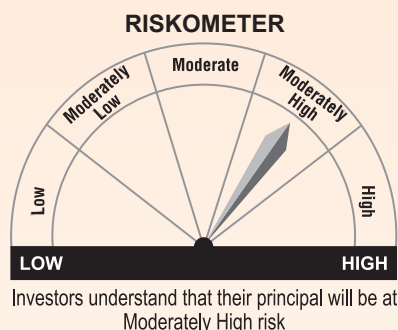 RISKOMETER
Low
Moderately
Low
Moderate
Moderately
High
High
LOW HIGH
Investors understand that their principal will be at
Moderately High risk